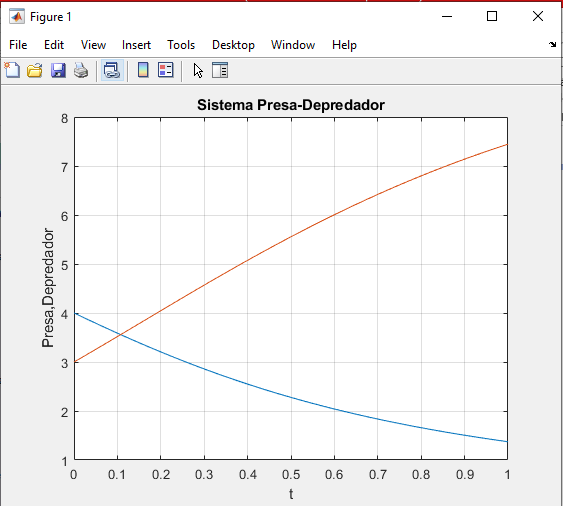 Figure 1
File Edit View Insert Tools Desktop Window Help
Sistema Presa-Depredador
8
7
6
5
4
3
2
1
Presa,Depredador
0 0.1 0.2 0.3 0.4 0.5 0.6 0.7 0.8 0.9 1
t